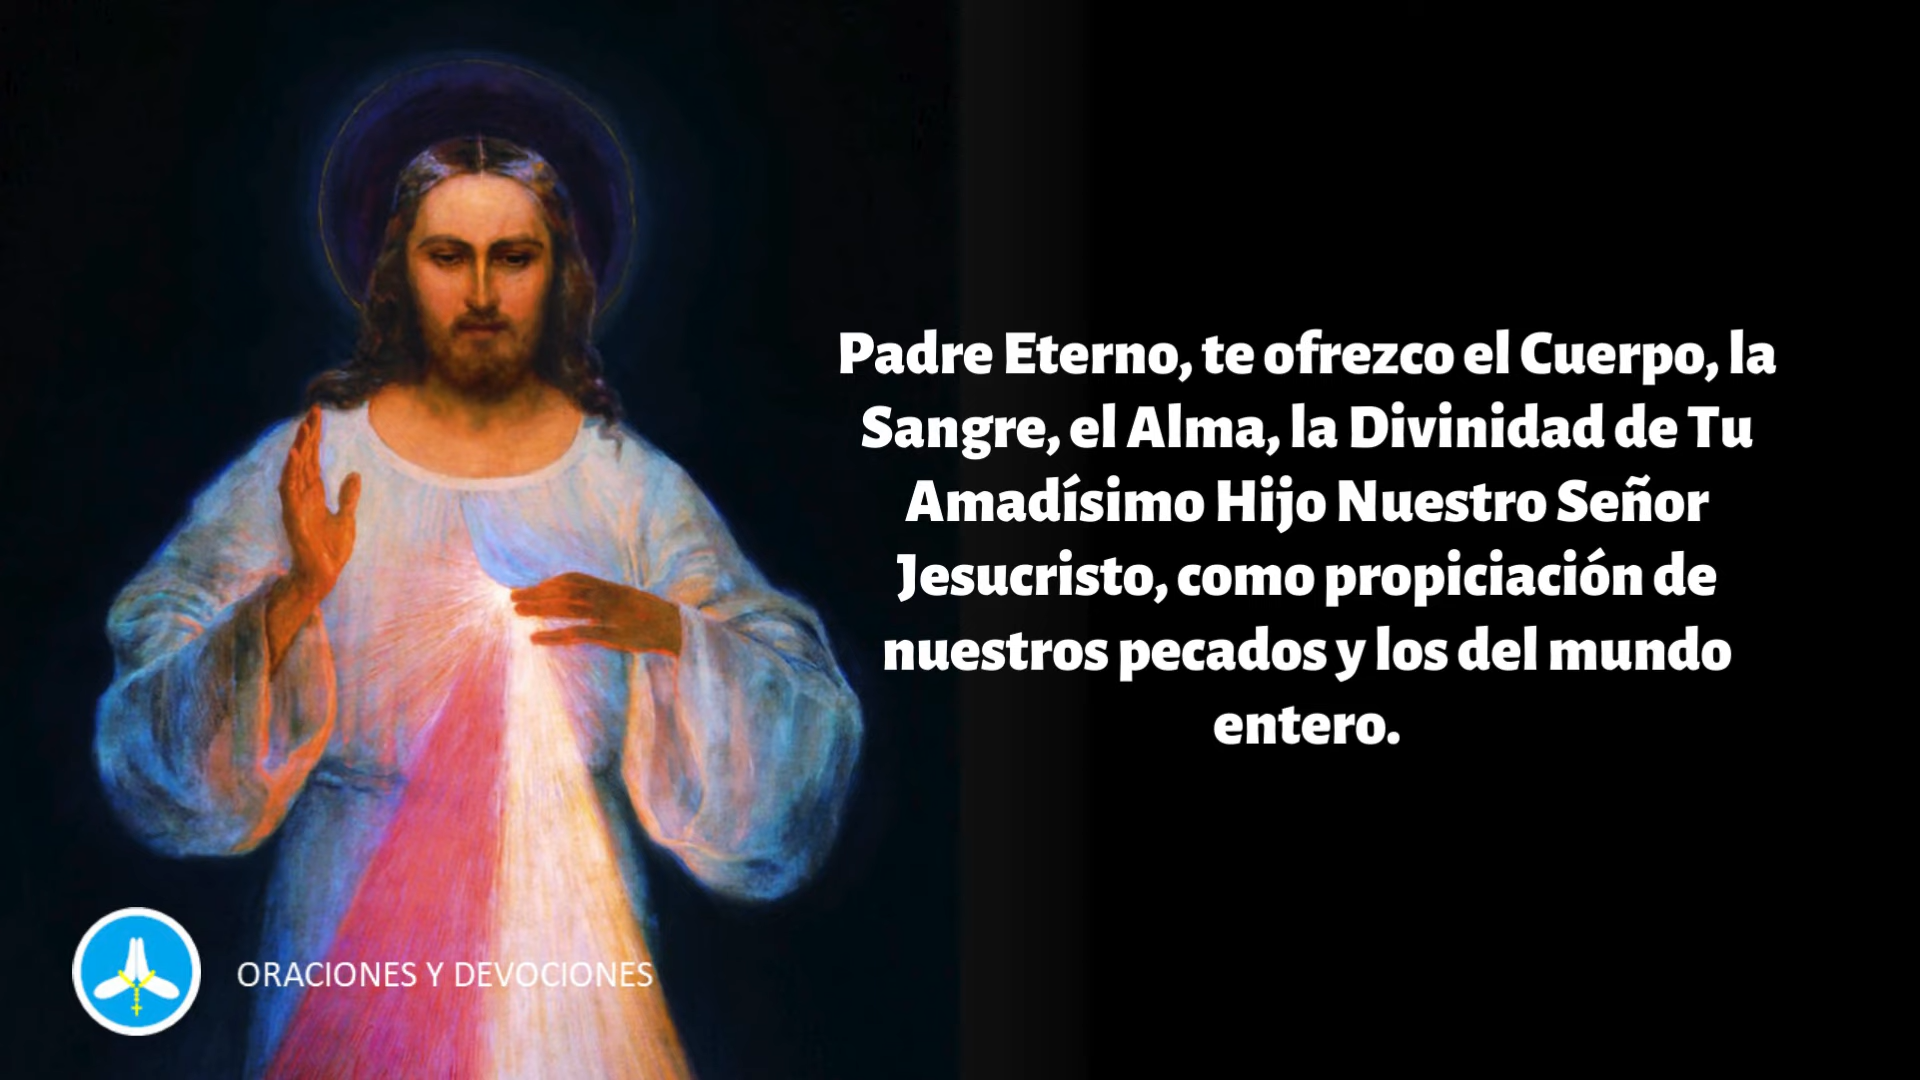 Padre Eterno, te ofrezco el Cuerpo, la
Sangre, el Alma, la Divinidad de Tu
Amadísimo Hijo Nuestro Señor
Jesucristo, como propiciación de
nuestros pecados y los del mundo
entero.
ORACIONES Y DEVOCIONES